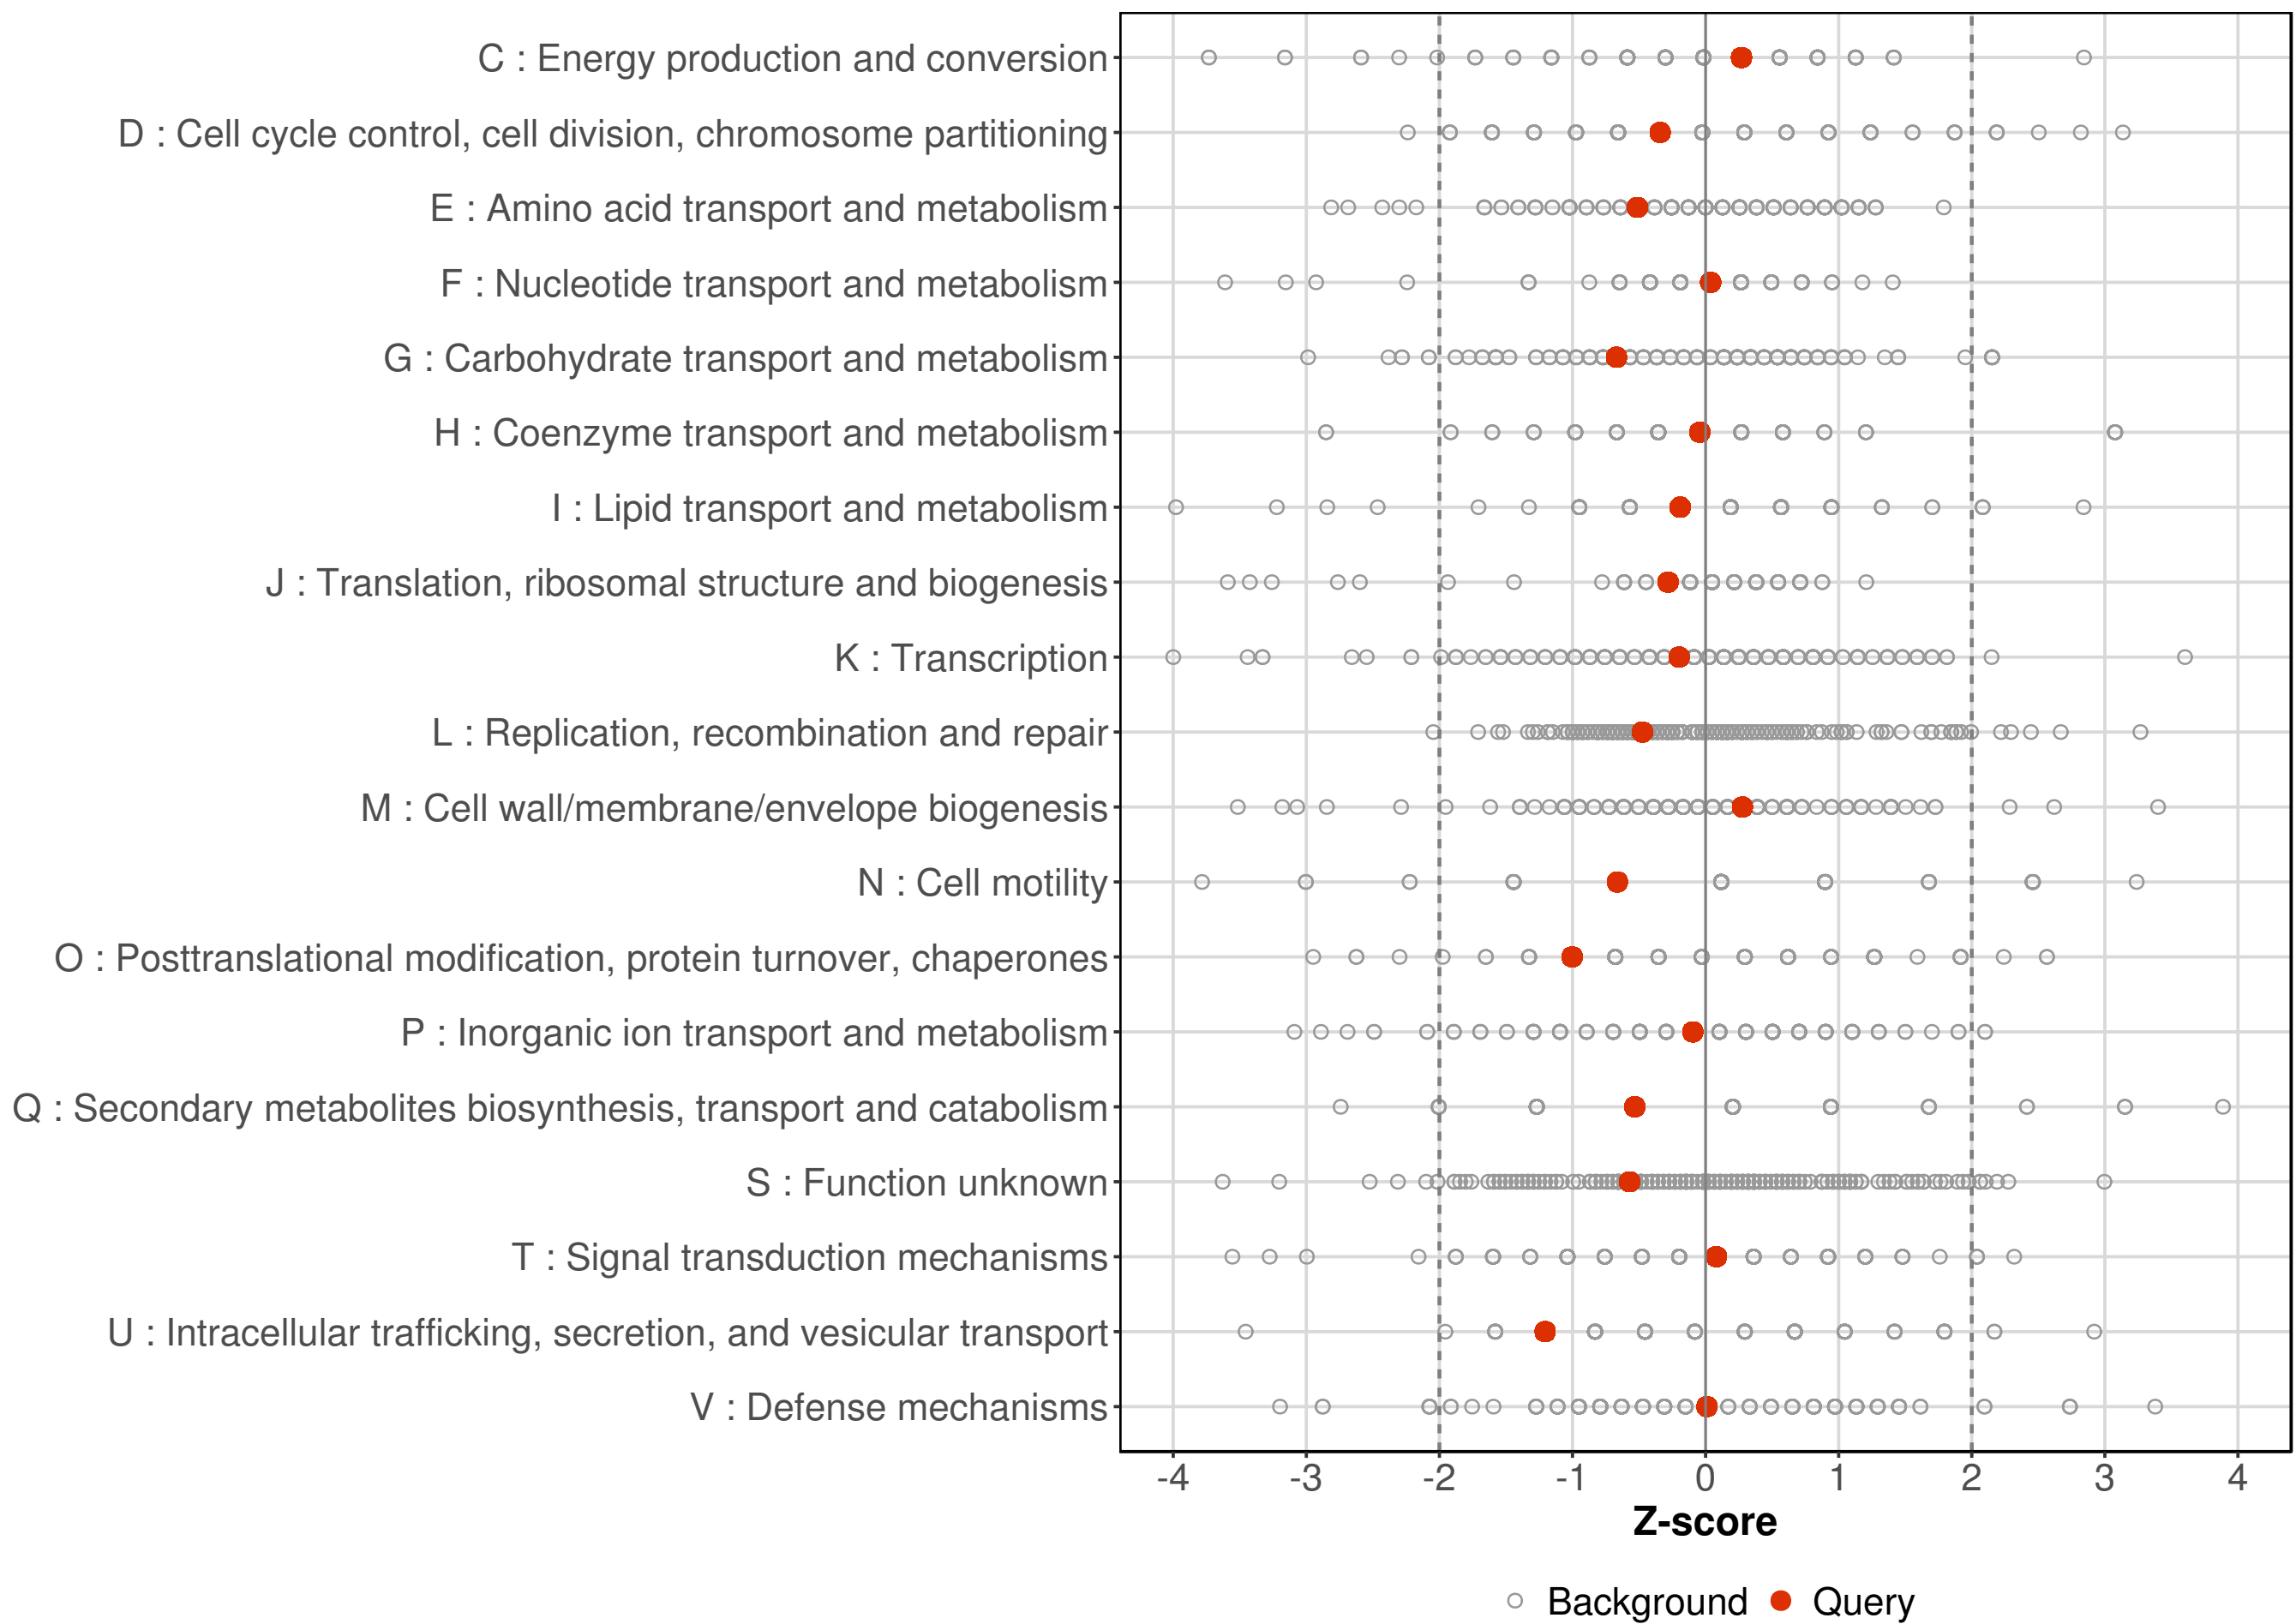 C : Energy production and conversion
D : Cell cycle control, cell division, chromosome partitioning
E : Amino acid transport and metabolism
F : Nucleotide transport and metabolism
G : Carbohydrate transport and metabolism
H : Coenzyme transport and metabolism
I : Lipid transport and metabolism
J : Translation, ribosomal structure and biogenesis
K : Transcription
L : Replication, recombination and repair
M : Cell wall/membrane/envelope biogenesis
N : Cell motility
O : Posttranslational modification, protein turnover, chaperones
P : Inorganic ion transport and metabolism
Q : Secondary metabolites biosynthesis, transport and catabolism
S : Function unknown
T : Signal transduction mechanisms
U : Intracellular trafficking, secretion, and vesicular transport
V : Defense mechanisms
-4 -3 -2 -1 0 1 2 3 4
Z-score
Background Query